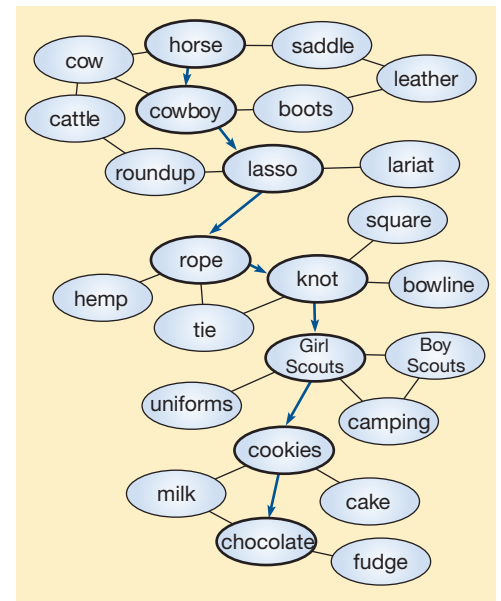 horse
saddle
cow
leather
cattle
cowboy
boots
roundup
lasso
lariat
square
rope
knot
hemp
bowline
tie
Girl
Scouts
Boy
Scouts
uniforms
camping
cookies
milk
cake
chocolate
fudge